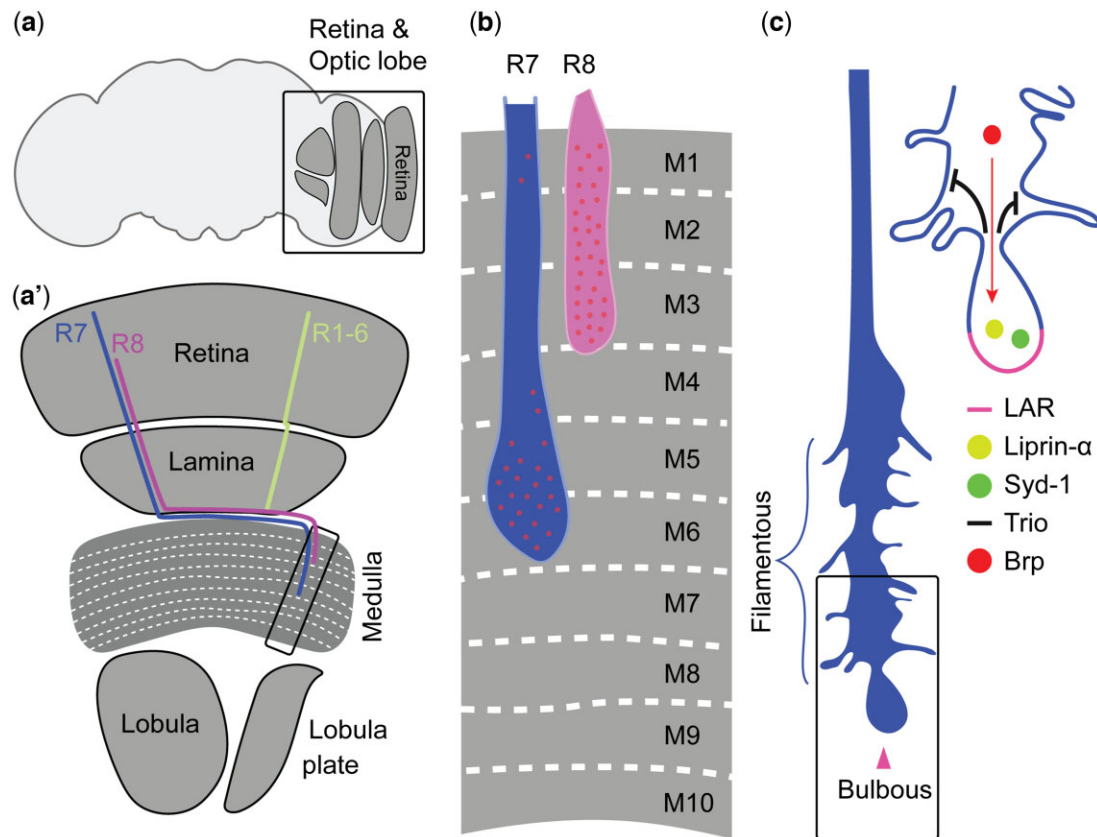 (a)
Retina &
Optic lobe
Retina
(a')
R7
R8
R1-6
Retina
Lamina
Medulla
Lobula
Lobula
plate
(b)
R7
R8
M1
M2
M3
M4
M5
M6
M7
M8
M9
M10
(c)
LAR
Liprin-α
Syd-1
Trio
Brp
Filamentous
Bulbous